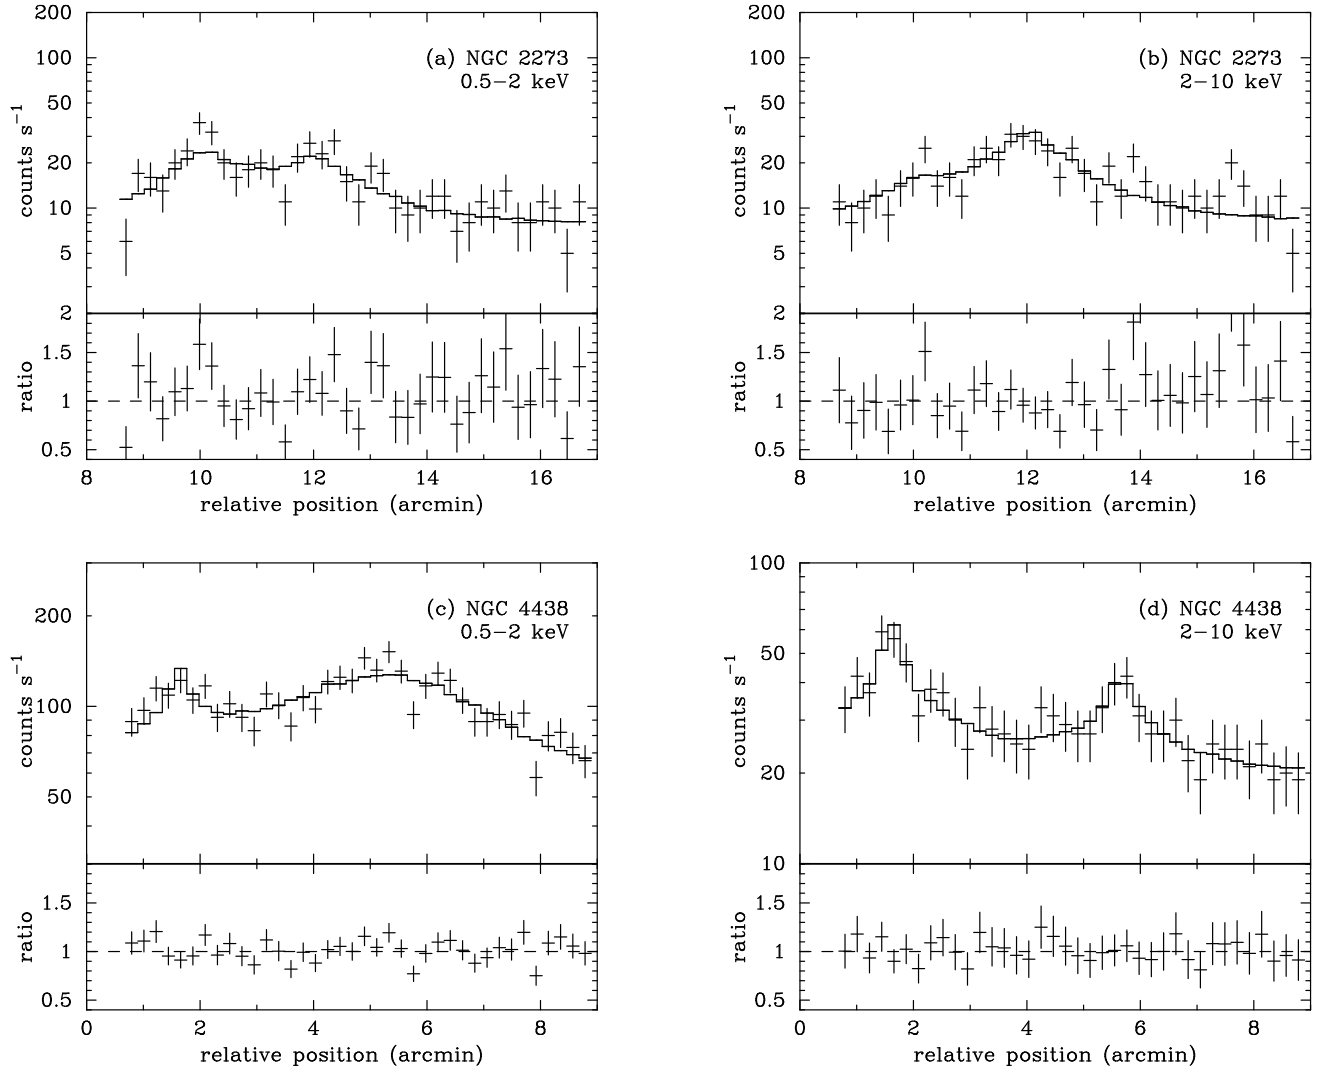 200
100
50
20
10
5
2
counts s−1
(a) NGC 2273
0.5−2 keV
1.5
1
0.5
ratio
8 10 12 14 16
relative position (arcmin)
200
100
50
20
10
5
2
counts s−1
(b) NGC 2273
2−10 keV
1.5
1
0.5
ratio
8 10 12 14 16
relative position (arcmin)
200
100
50
counts s−1
(c) NGC 4438
0.5−2 keV
1.5
1
0.5
ratio
0 2 4 6 8
relative position (arcmin)
100
50
20
10
counts s−1
(d) NGC 4438
2−10 keV
1.5
1
0.5
ratio
0 2 4 6 8
relative position (arcmin)